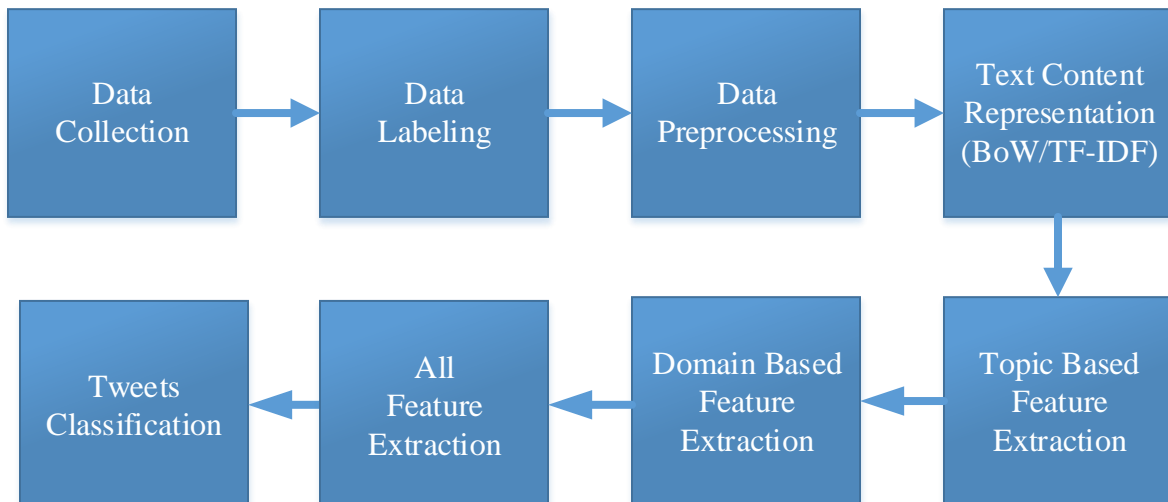 Data
Collection
Data
Labeling
Data
Preprocessing
Text Content
Representation
(BoW/TF-IDF)
Topic Based
Feature
Extraction
Domain Based
Feature
Extraction
All
Feature
Extraction
Tweets
Classification